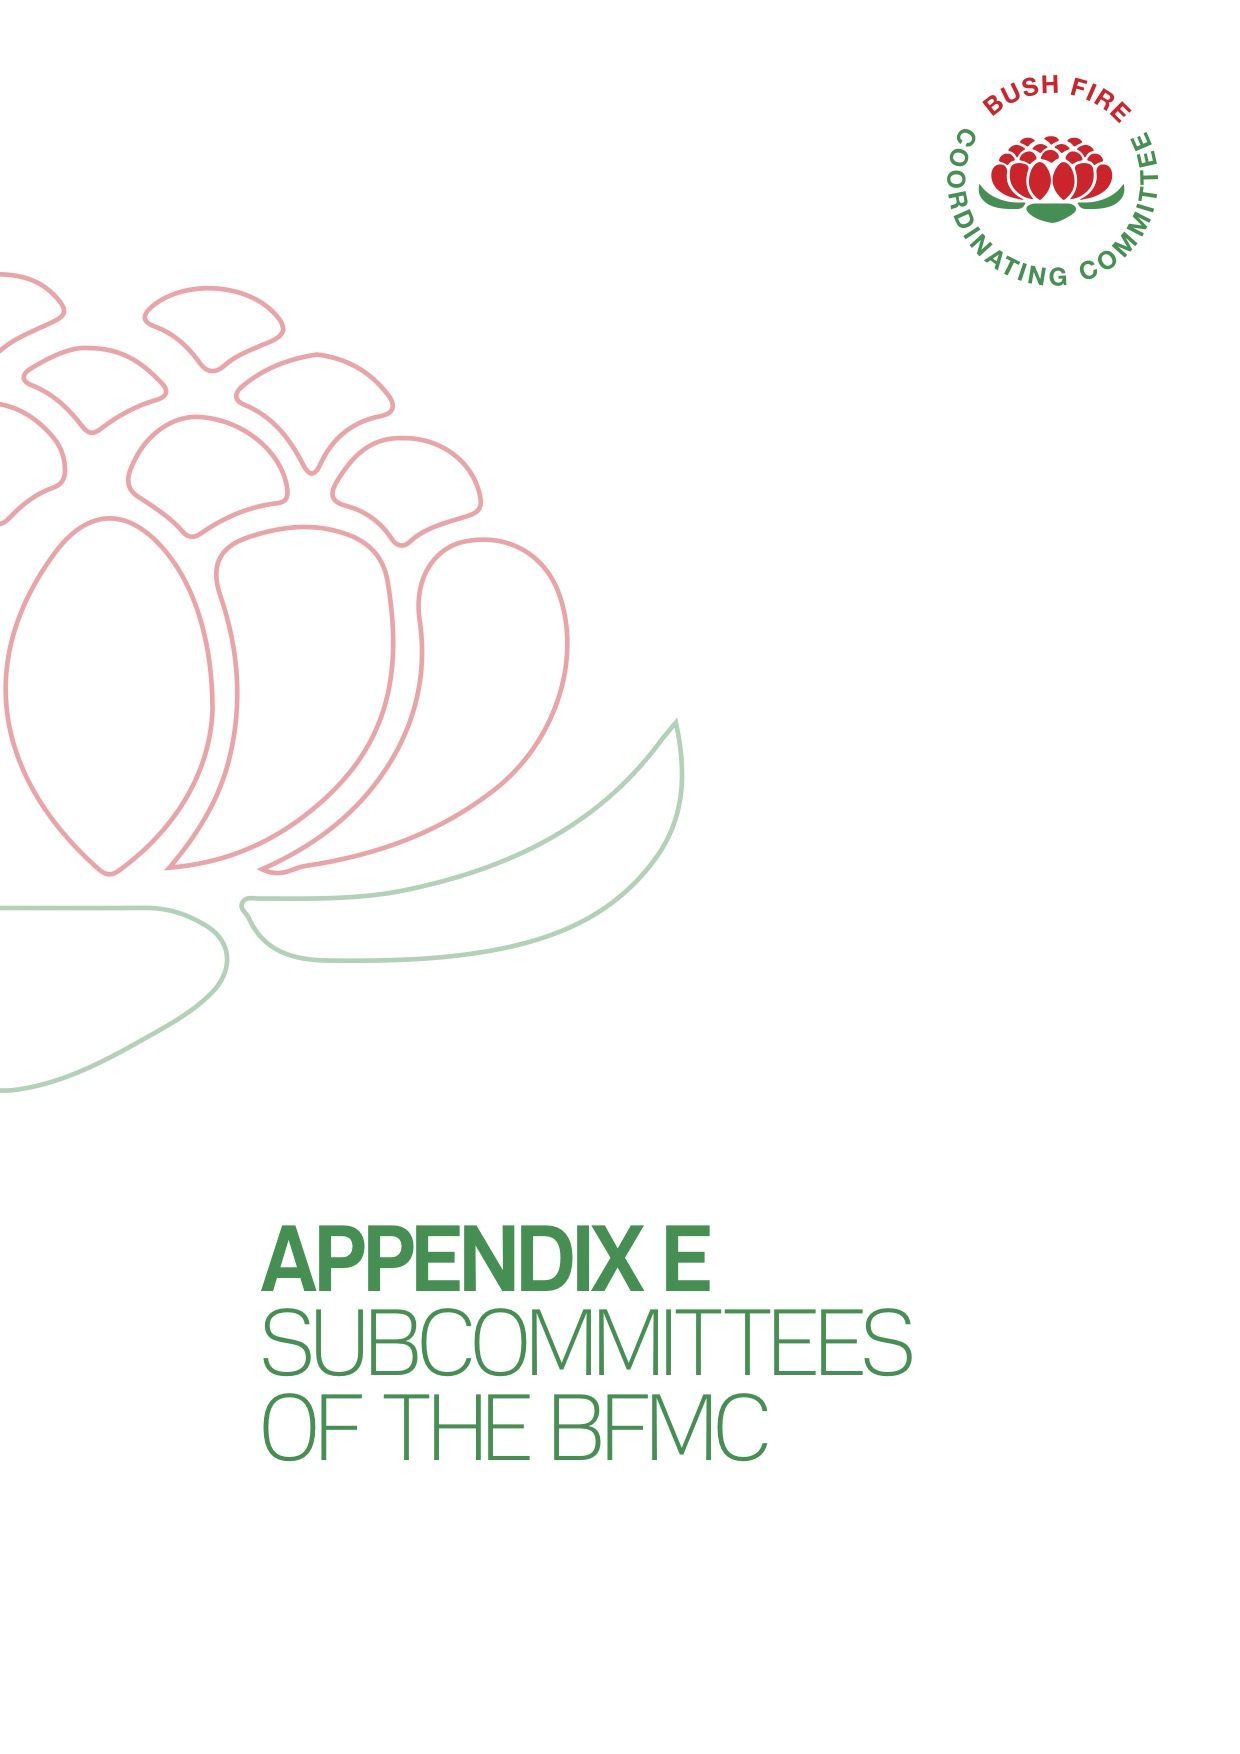 BUSH FIRE
COORDINATING COMMITTEE
APPENDIX E
SUBCOMMITTEES
OF THE BFMC